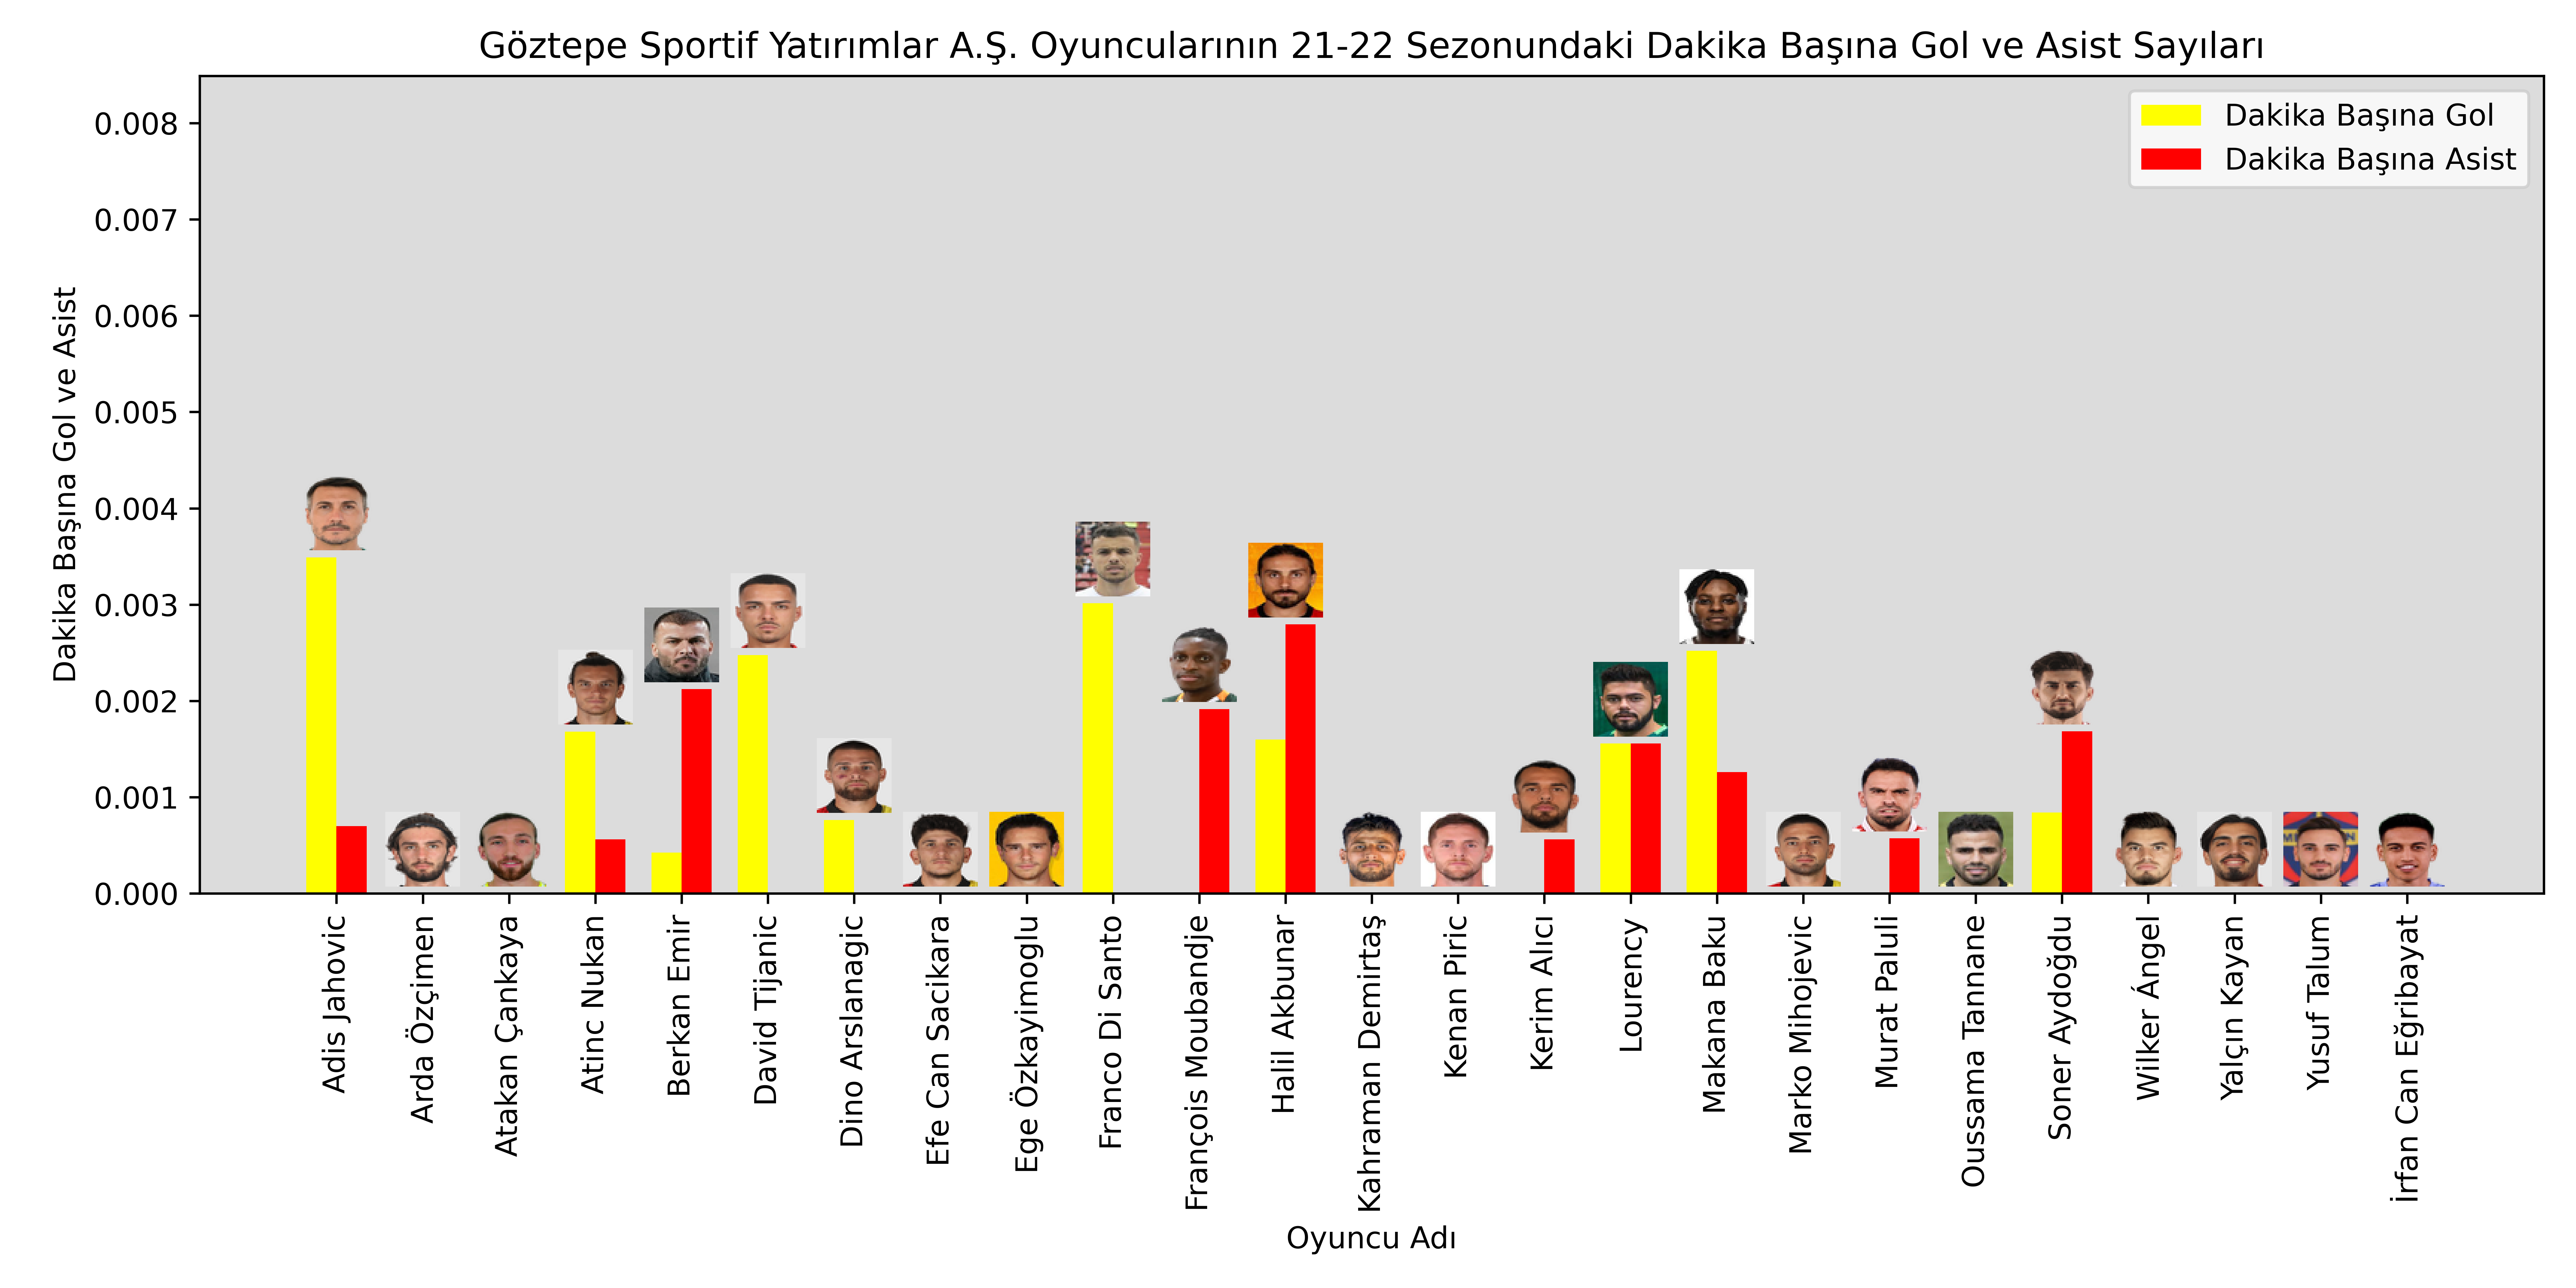 Göztepe Sportif Yatırımlar A.Ş. Oyuncularının 21-22 Sezonundaki Dakika Başına Gol ve Asist Sayıları
Dakika Başına Gol
Dakika Başına Asist
Dakika Başına Gol ve Asist
0.008
0.007
0.006
0.005
0.004
0.003
0.002
0.001
0.000
Adis Jahovic
Arda Özçimen
Atakan Çankaya
Atinc Nukan
Berkan Emir
David Tijanic
Dino Arslanagic
Efe Can Sacikara
Ege Özkayimoglu
Franco Di Santo
François Moubandje
Halil Akbunar
Kahraman Demirtaş
Kenan Piric
Kerim Alıcı
Lourency
Makana Baku
Marko Mihojevic
Murat Paluli
Oussama Tannane
Soner Aydoğdu
Wilker Ángel
Yalçın Kayan
Yusuf Talum
İrfan Can Eğribayat
Oyuncu Adı